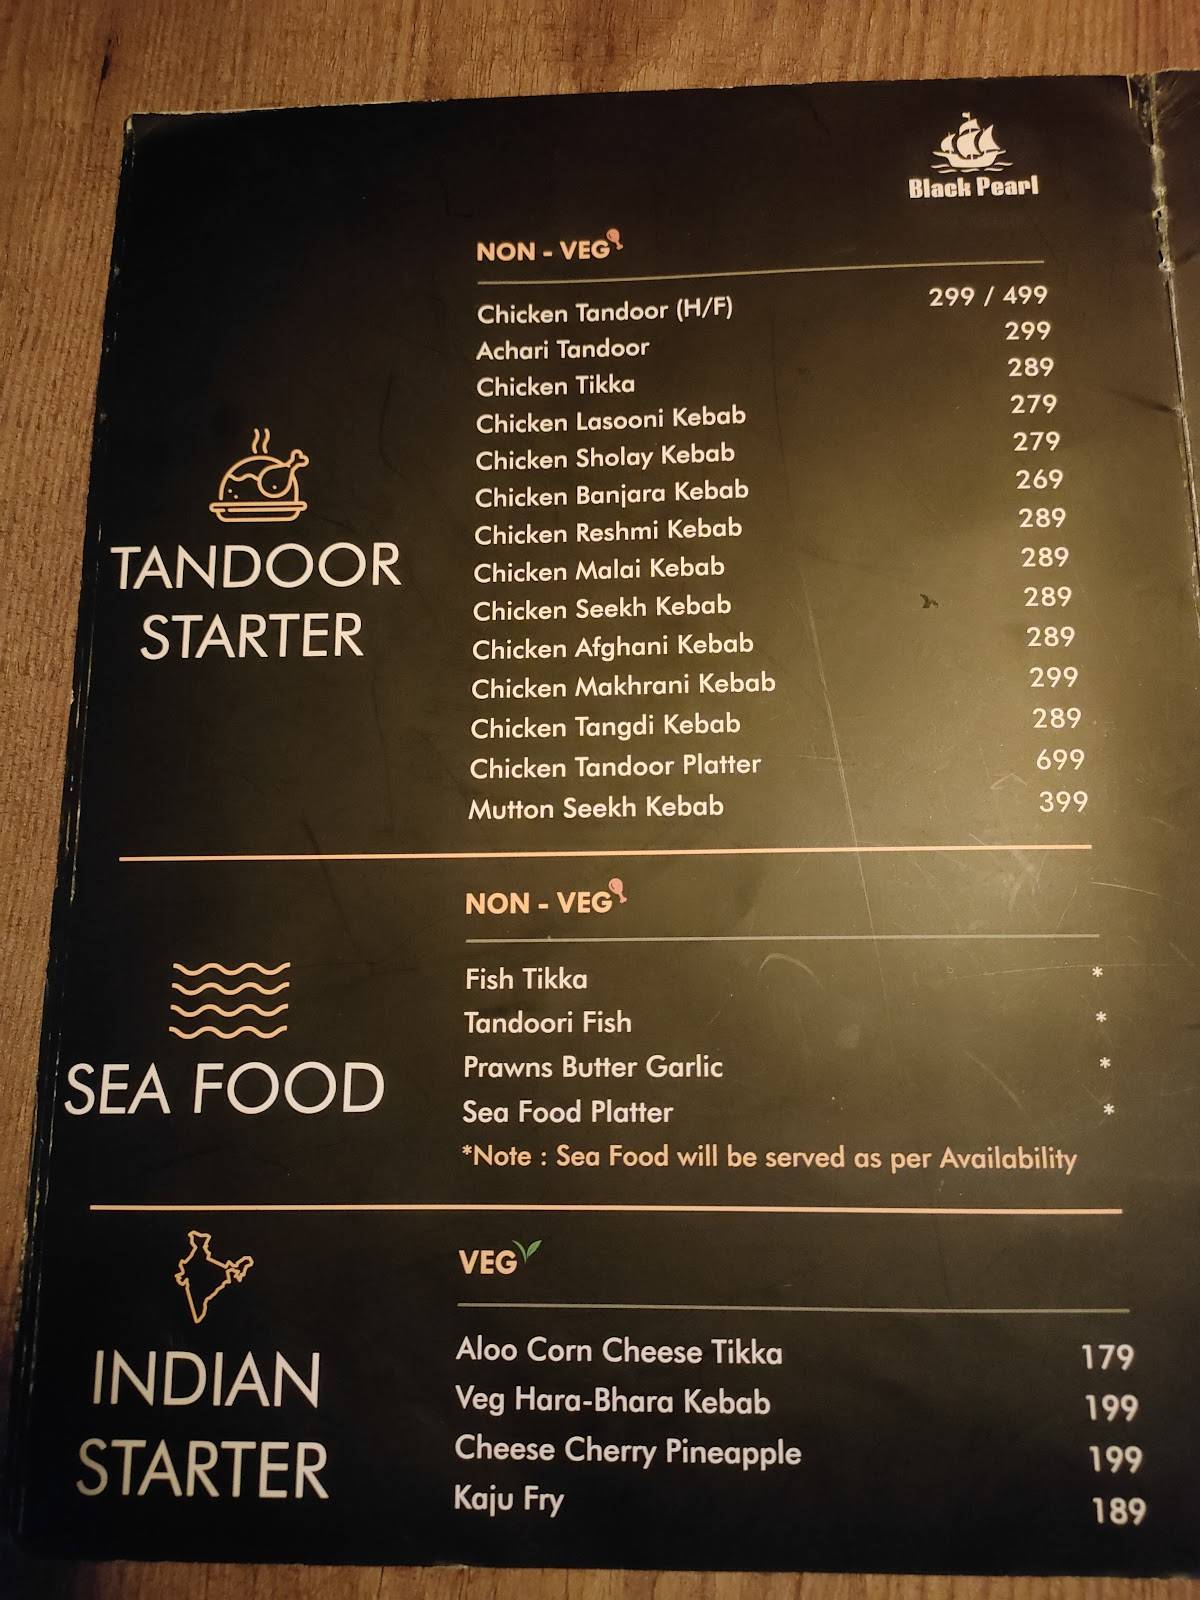 Black Pearl
NON - VEG
Chicken Tandoor (H/F) 299 / 499
Achari Tandoor 299
Chicken Tikka 289
Chicken Lasooni Kebab 279
Chicken Sholay Kebab 279
Chicken Banjara Kebab 269
Chicken Reshmi Kebab 289
Chicken Malai Kebab 289
Chicken Seekh Kebab 289
Chicken Afghani Kebab 289
Chicken Makhrani Kebab 299
Chicken Tangdi Kebab 289
Chicken Tandoor Platter 699
Mutton Seekh Kebab 399
TANDOOR
STARTER
NON - VEG
Fish Tikka *
Tandoori Fish *
Prawns Butter Garlic *
Sea Food Platter *
*Note : Sea Food will be served as per Availability
SEA FOOD
VEG
Aloo Corn Cheese Tikka 179
Veg Hara-Bhara Kebab 199
Cheese Cherry Pineapple 199
Kaju Fry 189
INDIAN
STARTER